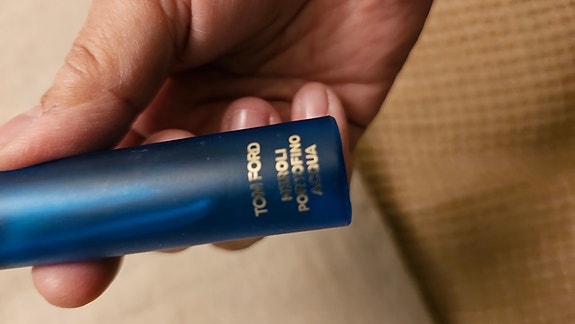 TOM FORD
NEROLI
PORTOFINO
ACQUA